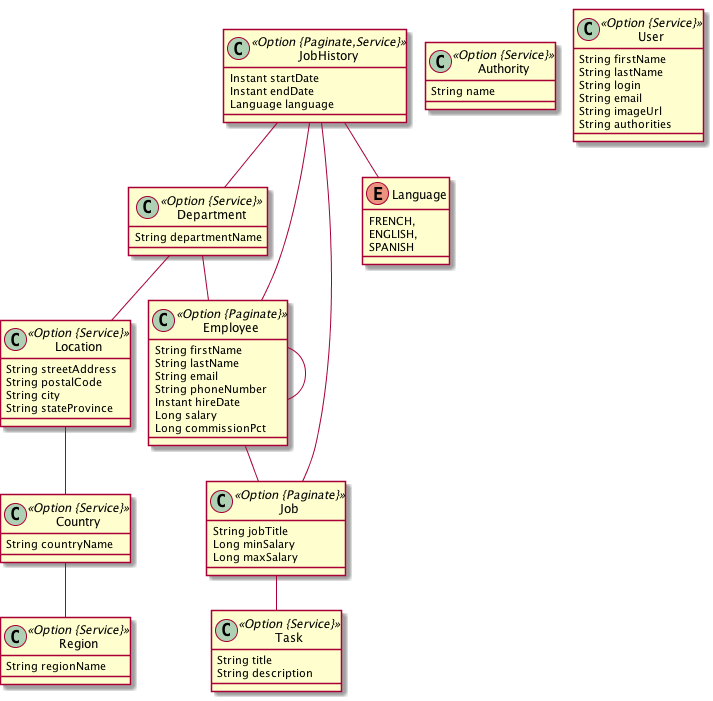 C «Option {Paginate,Service}»
JobHistory
Instant startDate
Instant endDate
Language language
C «Option {Service}»
Authority
String name
C «Option {Service}»
User
String firstName
String lastName
String login
String email
String imageUrl
String authorities
C «Option {Service}»
Department
String departmentName
E Language
FRENCH,
ENGLISH,
SPANISH
C «Option {Service}»
Location
String streetAddress
String postalCode
String city
String stateProvince
C «Option {Paginate}»
Employee
String firstName
String lastName
String email
String phoneNumber
Instant hireDate
Long salary
Long commissionPct
C «Option {Service}»
Country
String countryName
C «Option {Paginate}»
Job
String jobTitle
Long minSalary
Long maxSalary
C «Option {Service}»
Region
String regionName
C «Option {Service}»
Task
String title
String description